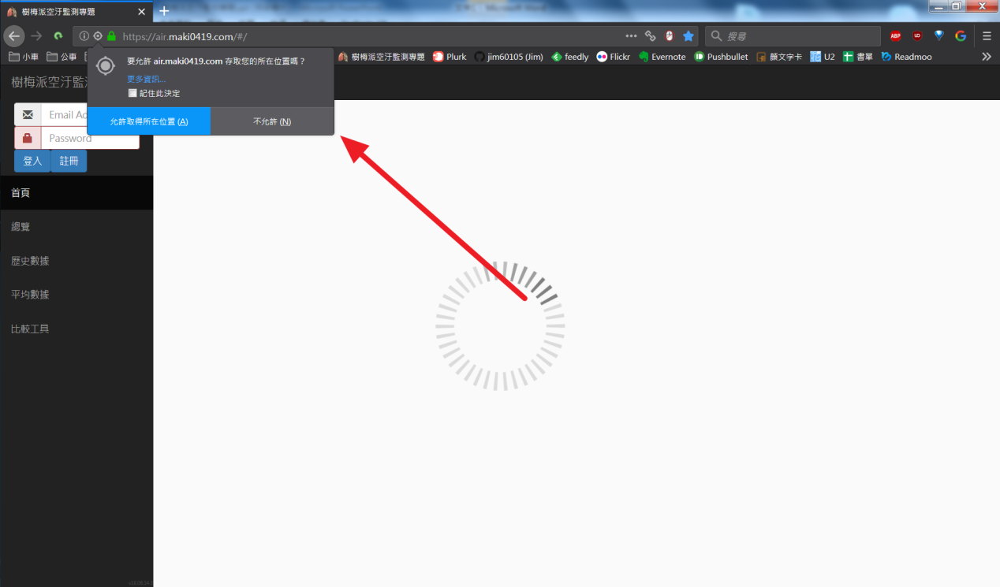 樹梅派空汙監測專題
https://air.maki0419.com/#/
搜尋
ABP
小車
公事
樹梅派空汙監測專題
Plurk
jim60105 (Jim)
feedly
Flickr
Evernote
Pushbullet
顏文字卡
U2
書單
Readmoo
樹梅派空汙監
要允許 air.maki0419.com 存取您的所在位置嗎？
更多資訊...
記住此決定
允許取得所在位置 (A)
不允許 (N)
Email Ad
Password
登入
註冊
首頁
總覽
歷史數據
平均數據
比較工具